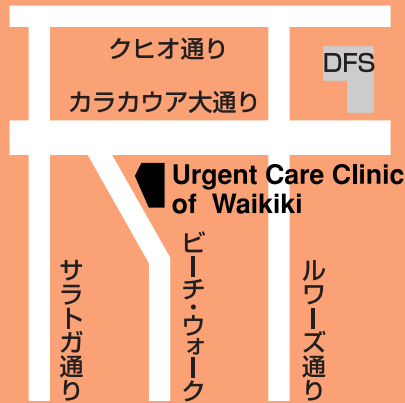 クヒオ通り
DFS
カラカウア大通り
Urgent Care Clinic
of Waikiki
サラトガ通り
ビーチ・ウォーク
ルワーズ通り